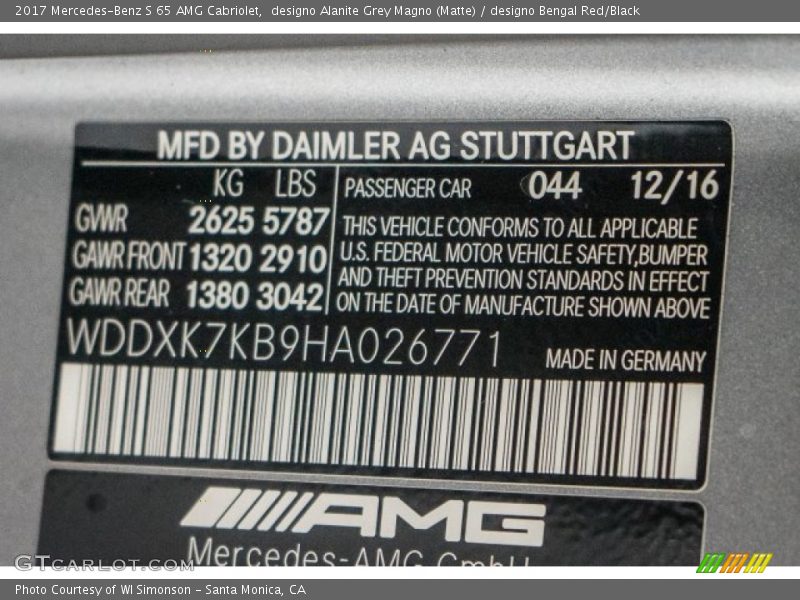 2017 Mercedes-Benz S 65 AMG Cabriolet, designo Alanite Grey Magno (Matte) / designo Bengal Red/Black
MFD BY DAIMLER AG STUTTGART
KG LBS
GVWR 2625 5787
GAWR FRONT 1320 2910
GAWR REAR 1380 3042
PASSENGER CAR 044 12/16
THIS VEHICLE CONFORMS TO ALL APPLICABLE
U.S. FEDERAL MOTOR VEHICLE SAFETY,BUMPER
AND THEFT PREVENTION STANDARDS IN EFFECT
ON THE DATE OF MANUFACTURE SHOWN ABOVE
WDDXK7KB9HA026771
MADE IN GERMANY
AMG
Mercedes-AMG GmbH
GTCARLOT.COM
Photo Courtesy of WI Simonson - Santa Monica, CA